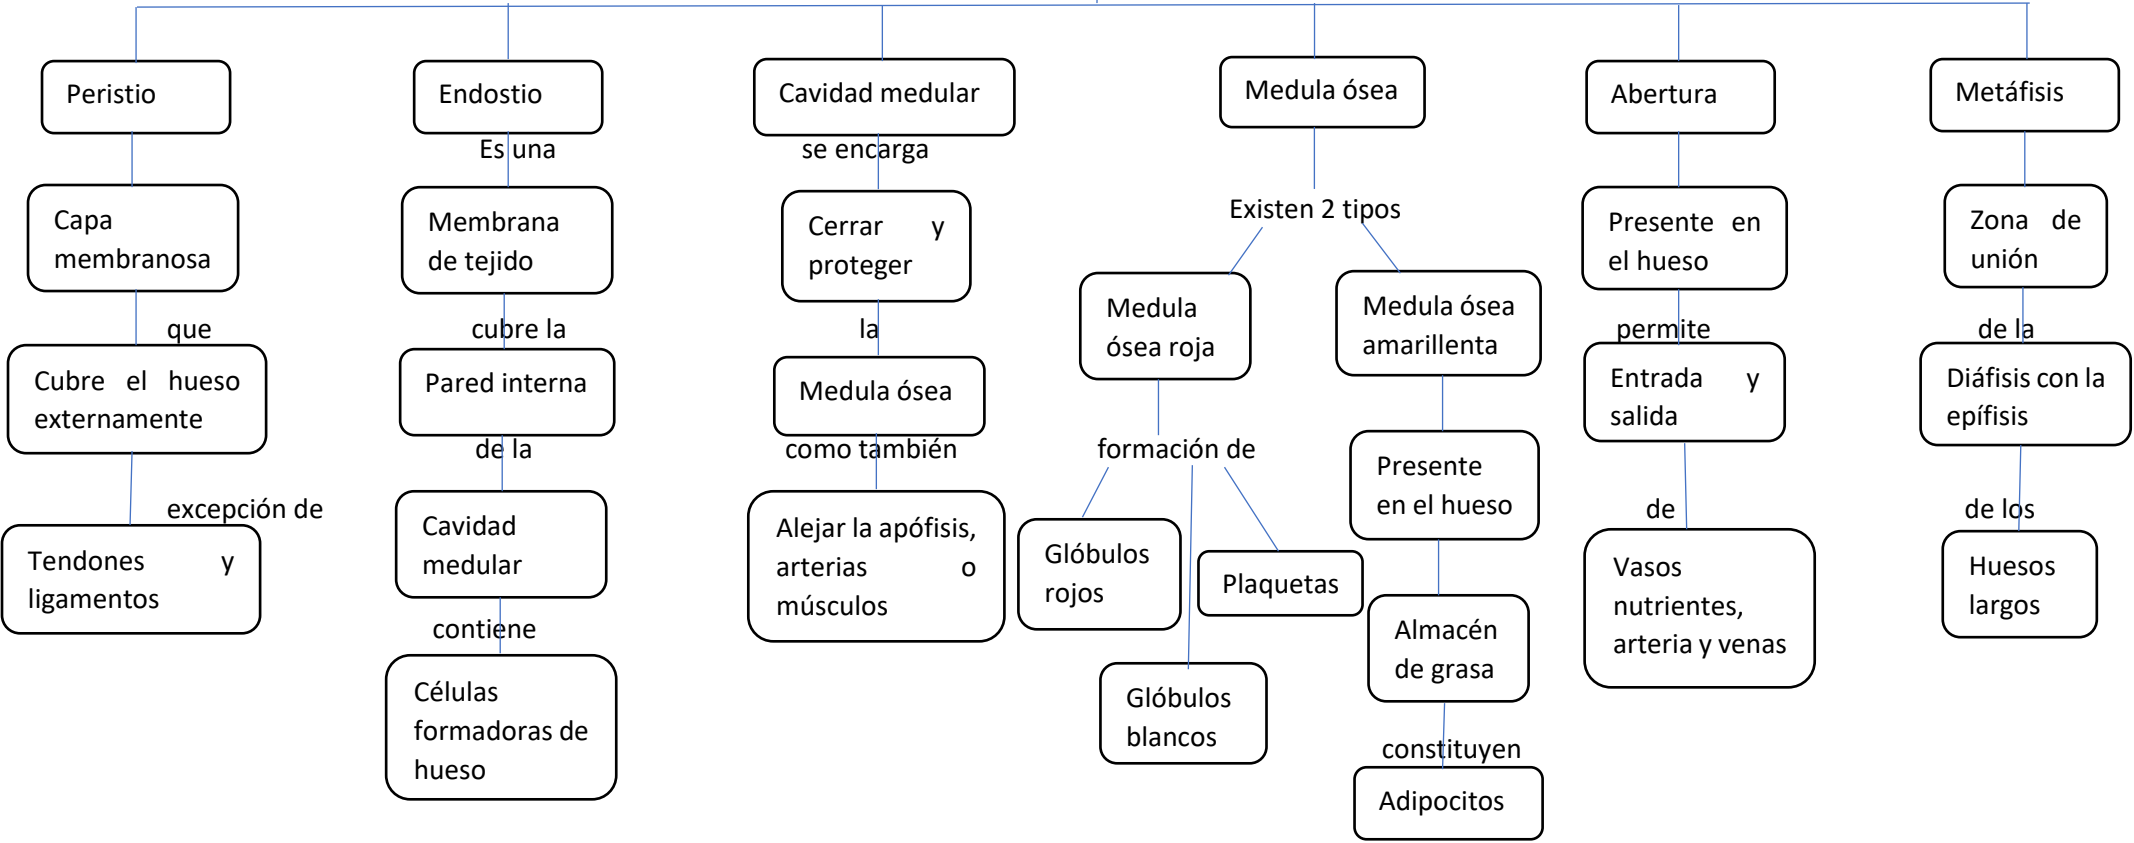 Peristio
Capa
membranosa
que
Cubre el hueso
externamente
excepción de
Tendones y
ligamentos
Endostio
Es una
Membrana
de tejido
cubre la
Pared interna
de la
Cavidad
medular
contiene
Células
formadoras de
hueso
Cavidad medular
se encarga
Cerrar y
proteger
la
Medula ósea
como también
Alejar la apófisis,
arterias o
músculos
Medula ósea
Existen 2 tipos
Medula
ósea roja
formación de
Glóbulos
rojos
Glóbulos
blancos
Plaquetas
Medula ósea
amarillenta
Presente
en el hueso
Almacén
de grasa
constituyen
Adipocitos
Abertura
Presente en
el hueso
permite
Entrada y
salida
de
Vasos
nutrientes,
arteria y venas
Metáfisis
Zona de
unión
de la
Diáfisis con la
epífisis
de los
Huesos
largos